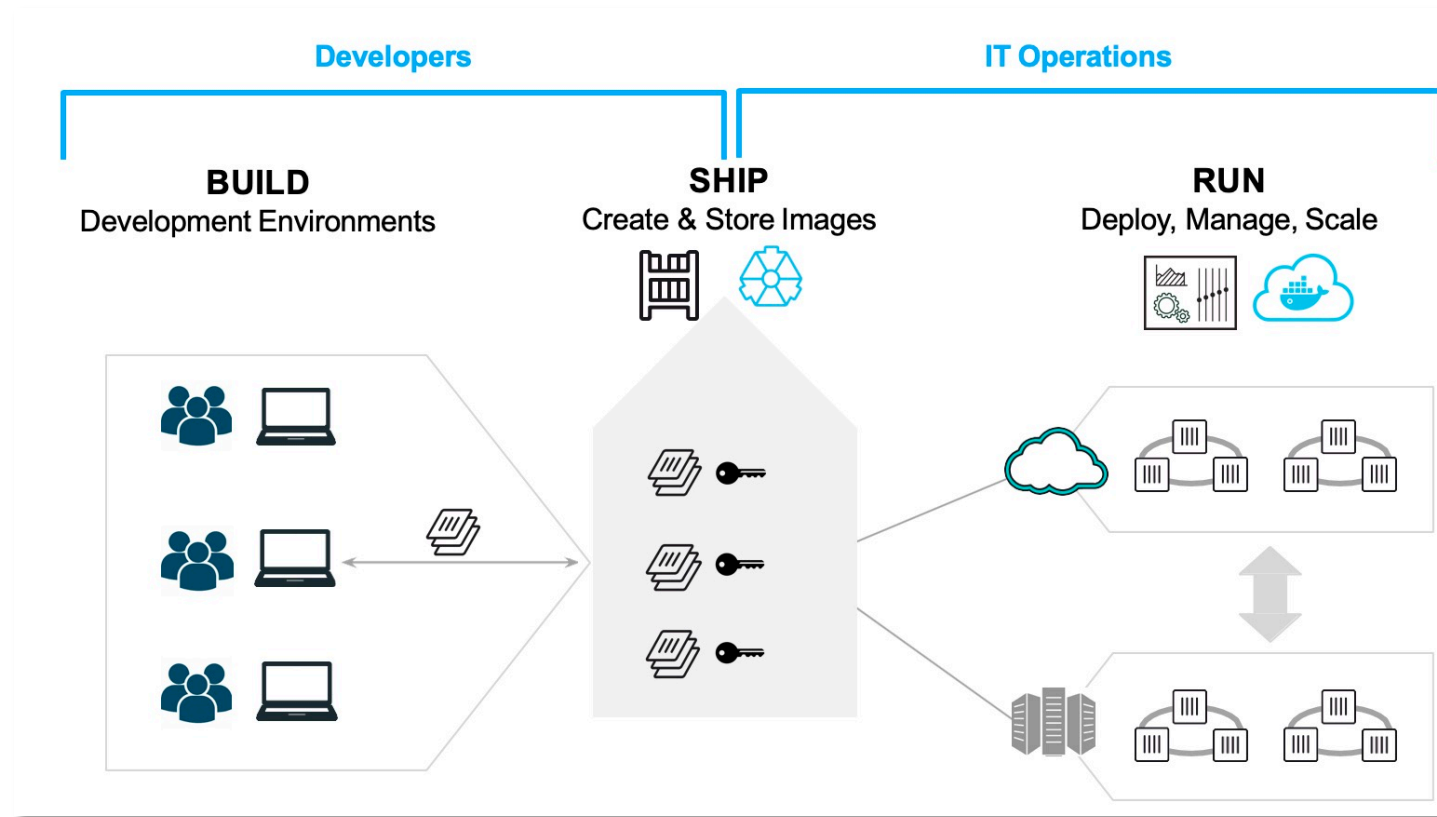 Developers
IT Operations
BUILD
Development Environments
SHIP
Create & Store Images
RUN
Deploy, Manage, Scale